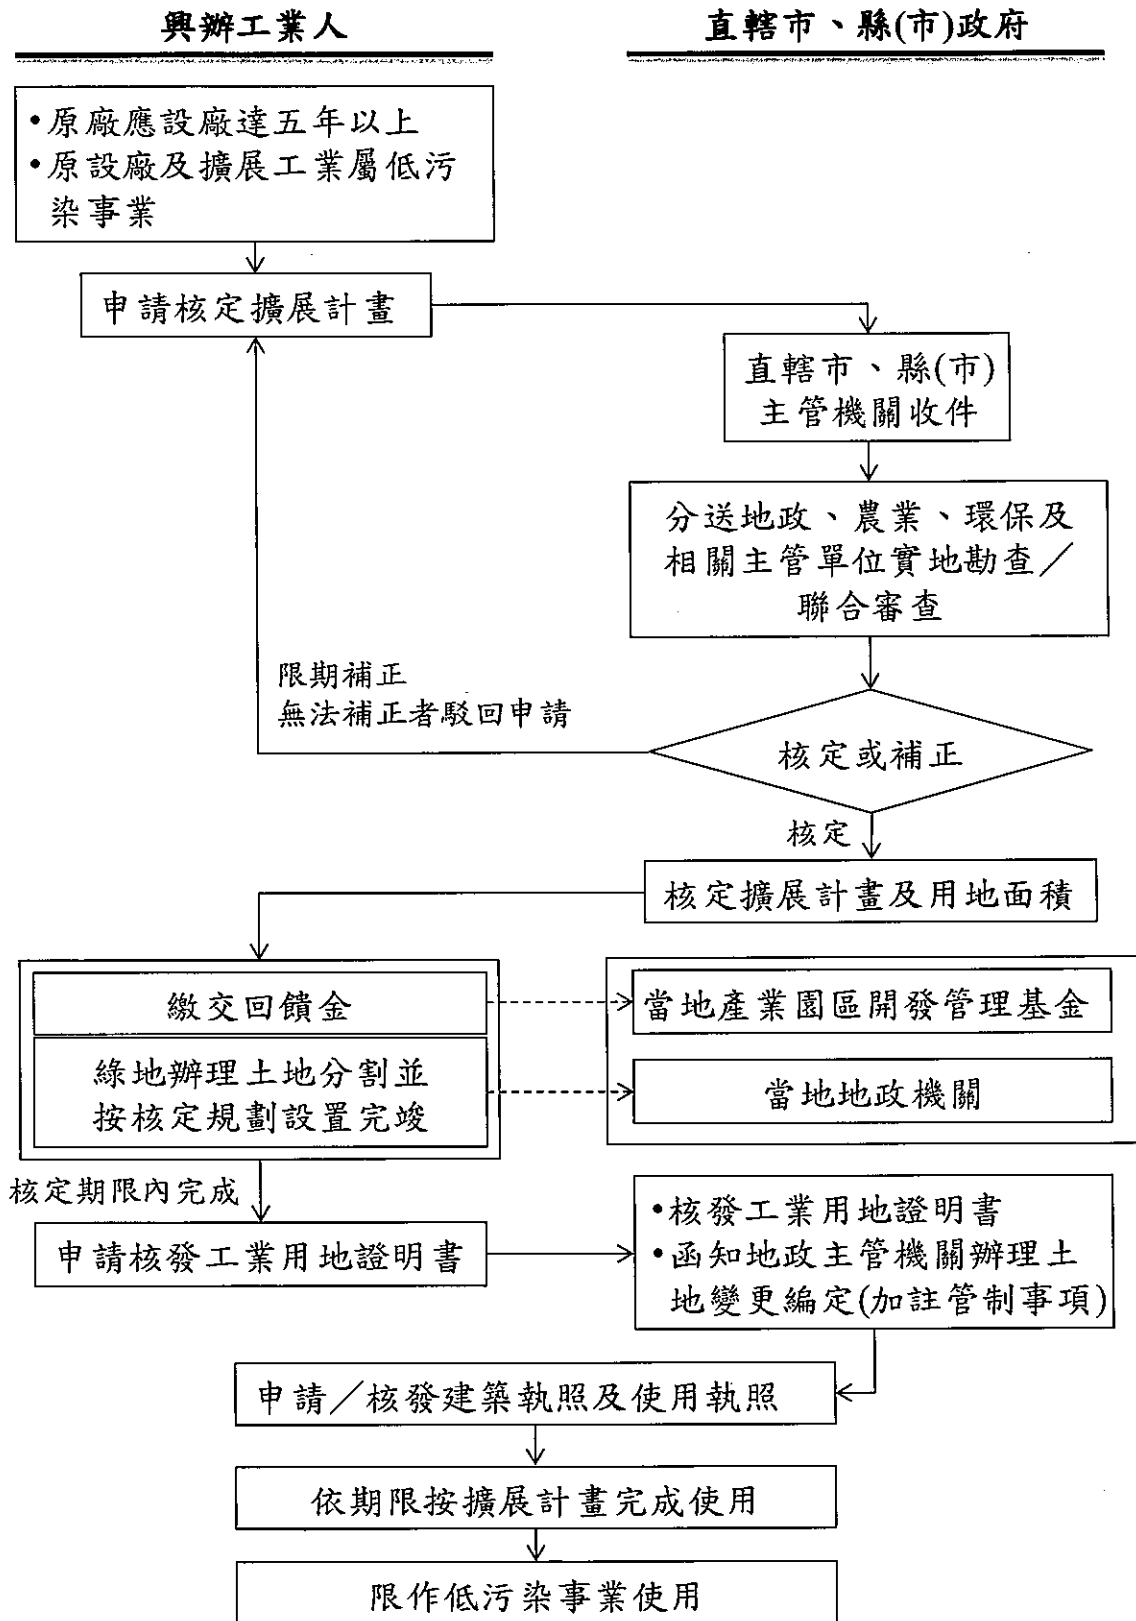 興辦工業人
直轄市、縣(市)政府
•原廠應設廠達五年以上
•原設廠及擴展工業屬低污
染事業
申請核定擴展計畫
直轄市、縣(市)
主管機關收件
分送地政、農業、環保及
相關主管單位實地勘查／
聯合審查
限期補正
無法補正者駁回申請
核定或補正
核定
核定擴展計畫及用地面積
繳交回饋金
當地產業園區開發管理基金
綠地辦理土地分割並
按核定規劃設置完竣
當地地政機關
核定期限內完成
申請核發工業用地證明書
•核發工業用地證明書
•函知地政主管機關辦理土
地變更編定(加註管制事項)
申請／核發建築執照及使用執照
依期限按擴展計畫完成使用
限作低污染事業使用